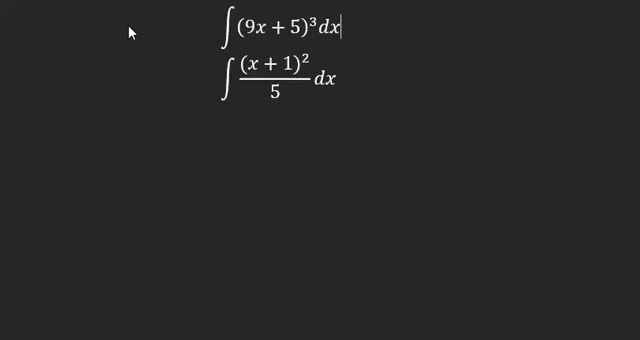 ∫(9x + 5)³dx
∫(x + 1)²/5 dx